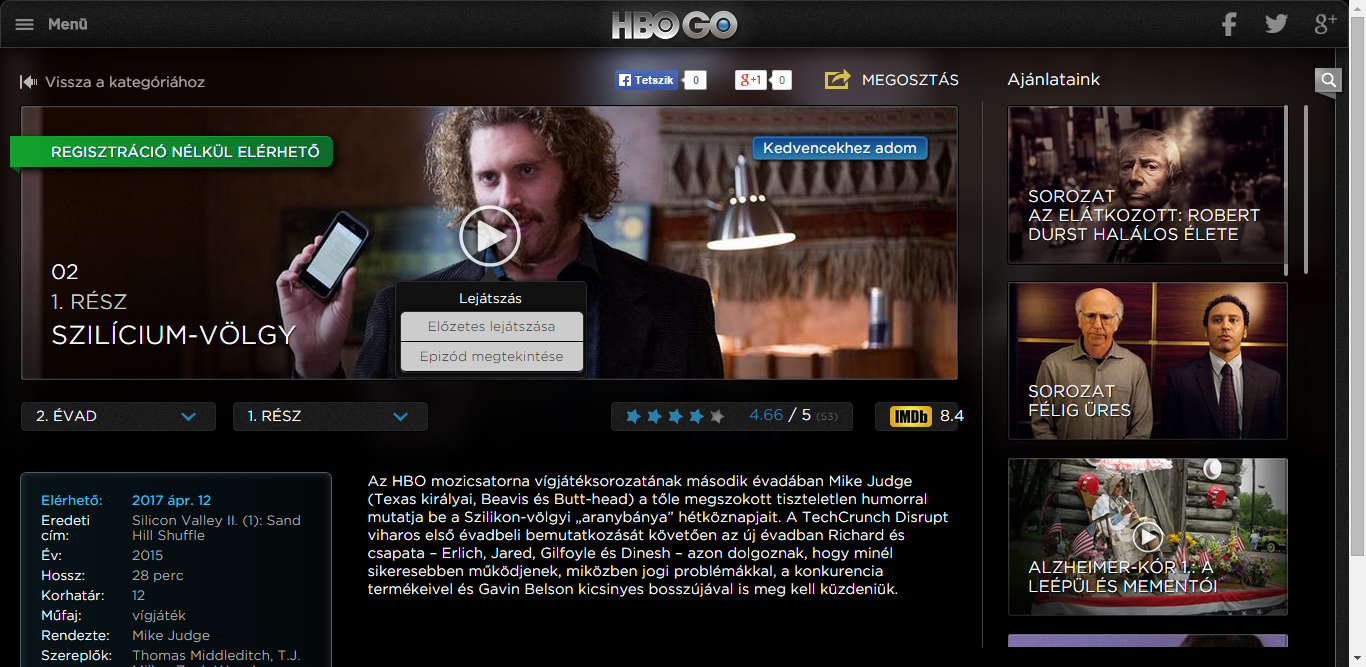 Menü
HBO GO
f
g+
Vissza a kategóriához
f Tetszik
0
g+1
0
MEGOSZTÁS
Ajánlataink
REGISZTRÁCIÓ NÉLKÜL ELÉRHETŐ
Kedvencekhez adom
02
1. RÉSZ
SZILÍCIUM-VÖLGY
Lejátszás
Előzetes lejátszása
Epizód megtekintése
2. ÉVAD
1. RÉSZ
4.66 / 5 (53)
IMDb 8.4
Elérhető: 2017 ápr. 12
Eredeti Silicon Valley II. (1): Sand
cím: Hill Shuffle
Év: 2015
Hossz: 28 perc
Korhatár: 12
Műfaj: vígjáték
Rendezte: Mike Judge
Szereplők: Thomas Middleditch, T.J.
Az HBO mozicsatorna vígjátéksorozatának második évadában Mike Judge
(Texas királyai, Beavis és Butt-head) a tőle megszokott tiszteletlen humorral
mutatja be a Szilikon-völgyi „aranybánya” hétköznapjait. A TechCrunch Disrupt
viharos első évadbeli bemutatkozását követően az új évadban Richard és
csapata – Erlich, Jared, Gilfoyle és Dinesh – azon dolgoznak, hogy minél
sikeresebben működjenek, miközben jogi problémákkal, a konkurencia
termékeivel és Gavin Belson kicsinyes bosszújával is meg kell küzdeniük.
SOROZAT
AZ ELÁTKOZOTT: ROBERT
DURST HALÁLOS ÉLETE
SOROZAT
FÉLIG ÜRES
ALZHEIMER-KÓR 1.: A
LEÉPÜLÉS MEMENTÓI